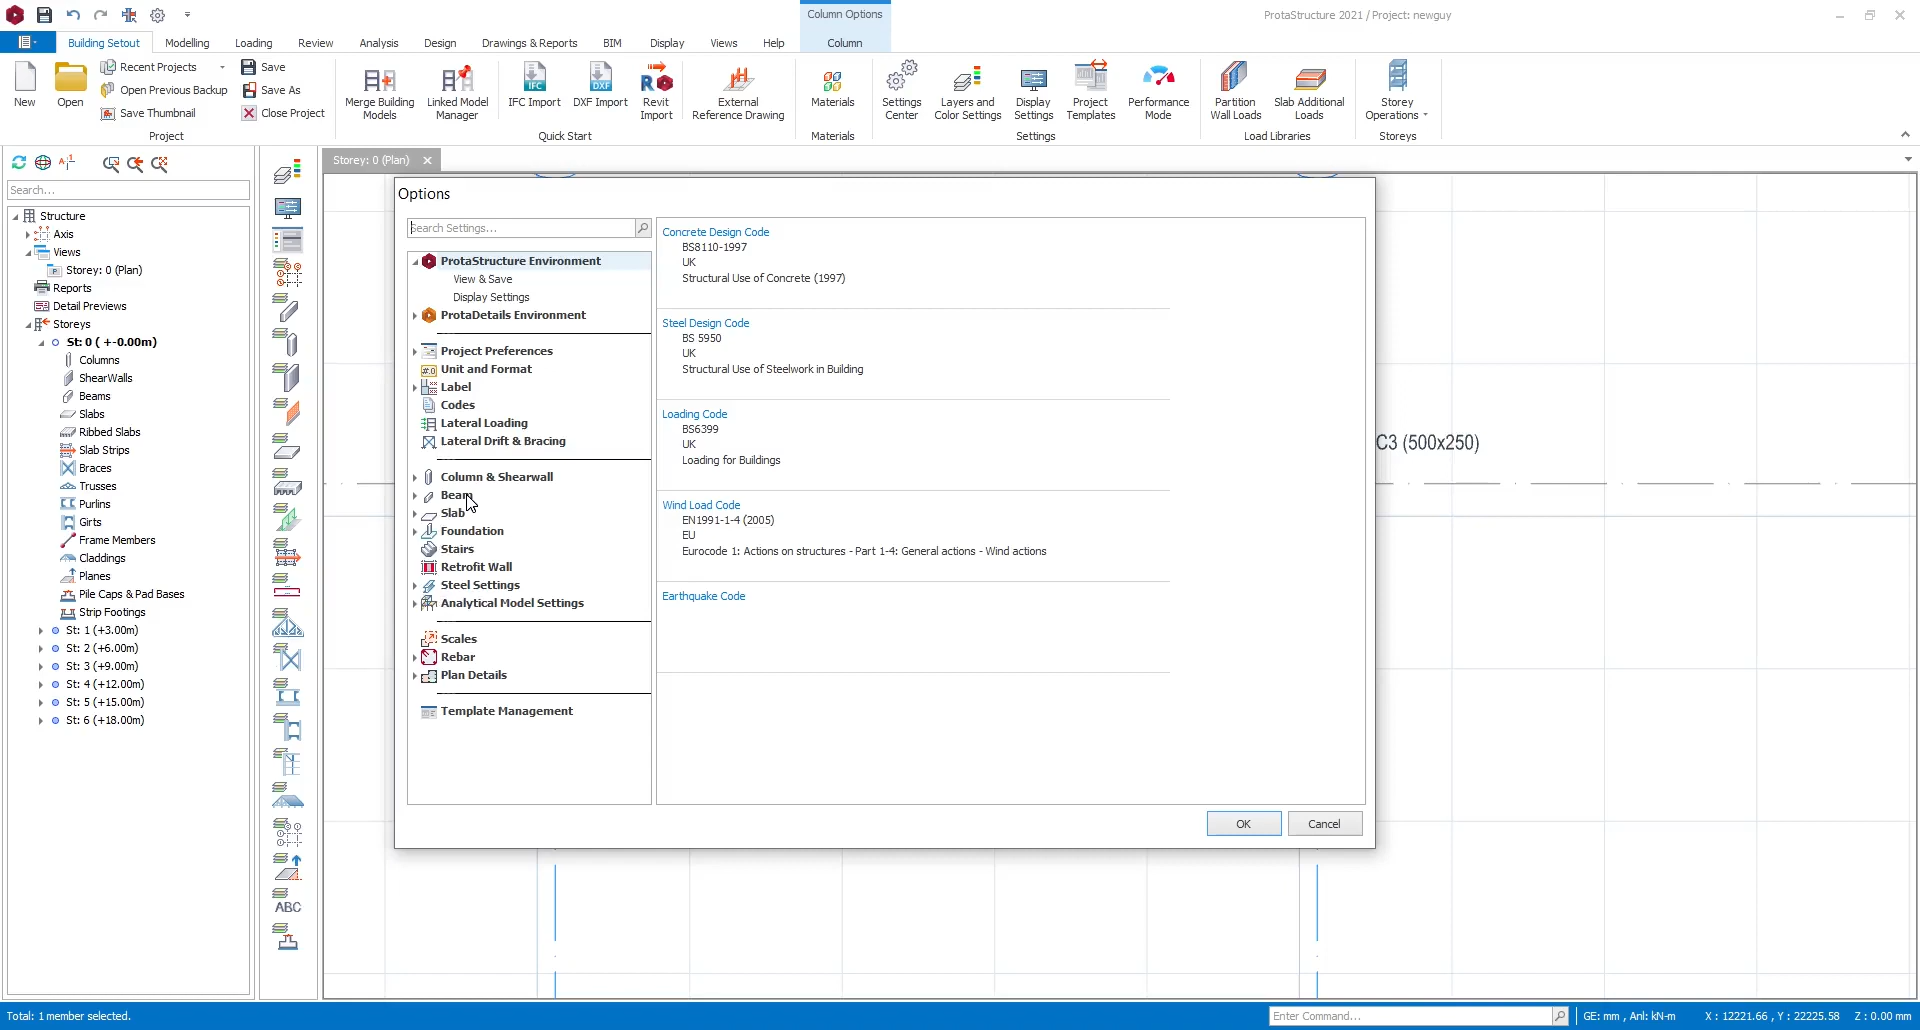 Column Options
ProtaStructure 2021 / Project: newguy
Building Setout
Modelling
Loading
Review
Analysis
Design
Drawings & Reports
BIM
Display
Views
Help
Column
New
Open
Recent Projects
Open Previous Backup
Save Thumbnail
Save
Save As
Close Project
Merge Building Models
Linked Model Manager
IFC Import
DXF Import
Revit Import
External Reference Drawing
Materials
Settings Center
Layers and Color Settings
Display Settings
Project Templates
Performance Mode
Partition Wall Loads
Slab Additional Loads
Storey Operations
Project
Quick Start
Materials
Settings
Load Libraries
Storeys
Search...
Structure
Axis
Views
Storey: 0 (Plan)
Reports
Detail Previews
Storeys
St: 0 ( +-0.00m)
Columns
ShearWalls
Beams
Slabs
Ribbed Slabs
Slab Strips
Braces
Trusses
Purlins
Girts
Frame Members
Claddings
Planes
Pile Caps & Pad Bases
Strip Footings
St: 1 (+3.00m)
St: 2 (+6.00m)
St: 3 (+9.00m)
St: 4 (+12.00m)
St: 5 (+15.00m)
St: 6 (+18.00m)
ABC
Storey: 0 (Plan)
Options
Search Settings...
ProtaStructure Environment
View & Save
Display Settings
ProtaDetails Environment
Project Preferences
Unit and Format
Label
Codes
Lateral Loading
Lateral Drift & Bracing
Column & Shearwall
Beam
Slab
Foundation
Stairs
Retrofit Wall
Steel Settings
Analytical Model Settings
Scales
Rebar
Plan Details
Template Management
Concrete Design Code
BS8110-1997
UK
Structural Use of Concrete (1997)
Steel Design Code
BS 5950
UK
Structural Use of Steelwork in Building
Loading Code
BS6399
UK
Loading for Buildings
Wind Load Code
EN1991-1-4 (2005)
EU
Eurocode 1: Actions on structures - Part 1-4: General actions - Wind actions
Earthquake Code
OK
Cancel
C3 (500x250)
Total: 1 member selected.
Enter Command...
GE: mm , Anl: kN-m
X : 12221.66 , Y : 22225.58
Z : 0.00 mm